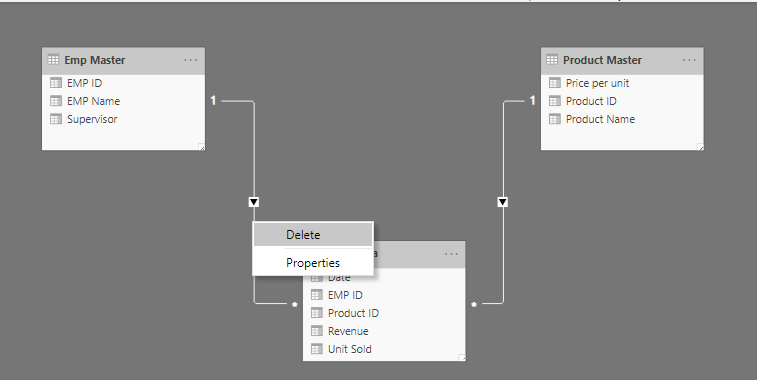 Emp Master
EMP ID
EMP Name
Supervisor
1
Product Master
Price per unit
Product ID
Product Name
1
Delete
Properties
Date
EMP ID
Product ID
Revenue
Unit Sold
*
*